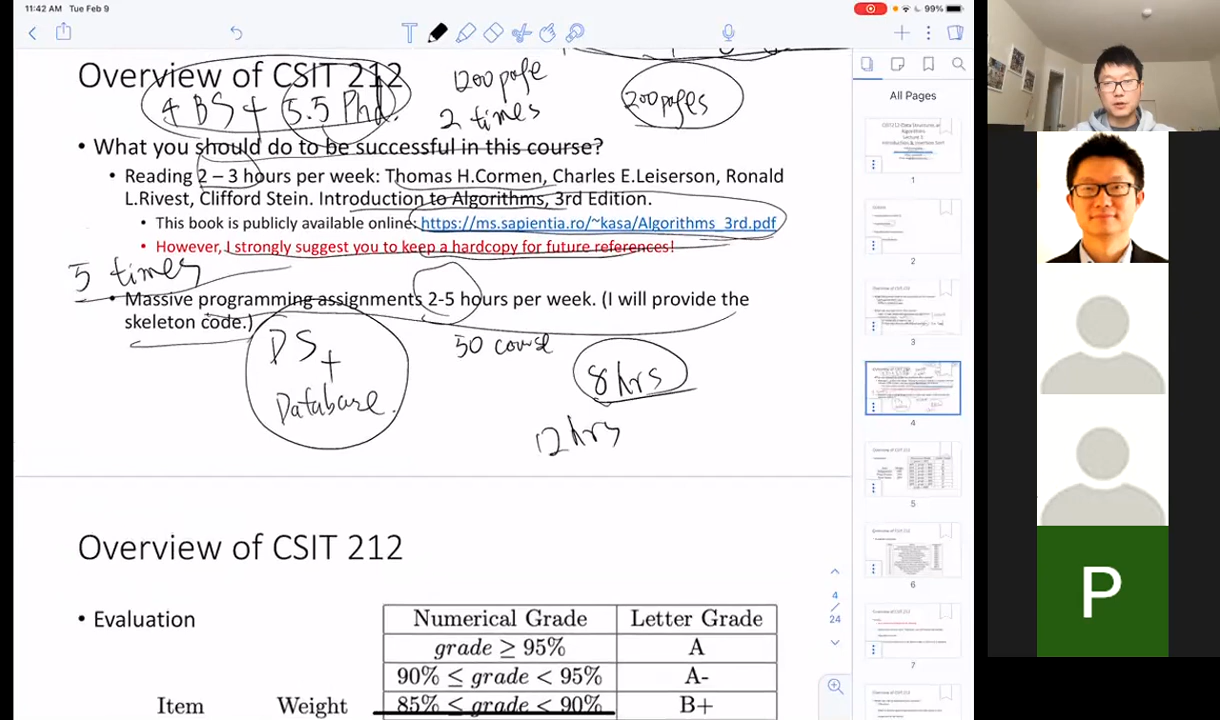 11:42 AM Tue Feb 9
99%
Overview of CSIT 212
1200 page
200pages
4 BS + 5.5 Phd.
2 times
All Pages
• What you should do to be successful in this course?
• Reading 2 – 3 hours per week: Thomas H.Cormen, Charles E.Leiserson, Ronald
L.Rivest, Clifford Stein. Introduction to Algorithms, 3rd Edition.
• This book is publicly available online: https://ms.sapientia.ro/~kasa/Algorithms_3rd.pdf
• However, I strongly suggest you to keep a hardcopy for future references!
5 times
• Massive programming assignments 2-5 hours per week. (I will provide the
skeleton code.)
50 course
DS +
Database.
8 hrs
12 hrs
Overview of CSIT 212
• Evaluation
Numerical Grade Letter Grade
grade ≥ 95% A
90% ≤ grade < 95% A-
Item Weight 85% ≤ grade < 90% B+
4
/
24
1
2
3
4
5
6
7
P